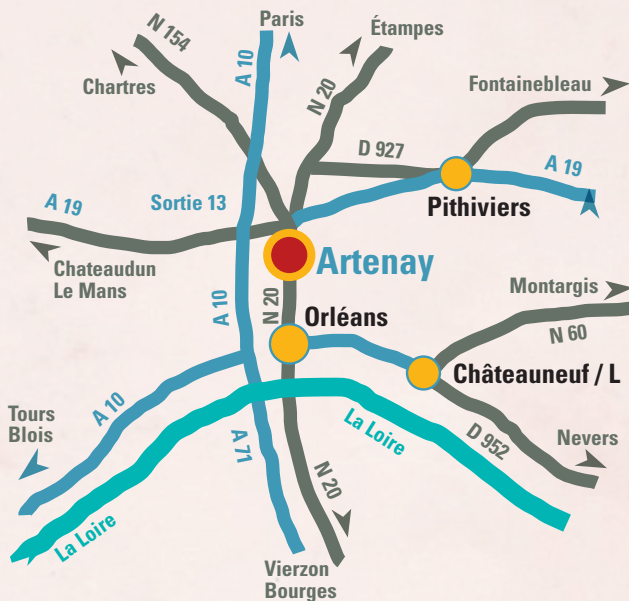 Paris
Étampes
N 154
A 10
N 20
Chartres
Fontainebleau
D 927
A 19
A 19
Sortie 13
Pithiviers
Artenay
Chateaudun
Le Mans
Montargis
N 20
A 10
Orléans
N 60
Châteauneuf / L
A 10
Tours
Blois
La Loire
D 952
Nevers
A 71
N 20
La Loire
Vierzon
Bourges